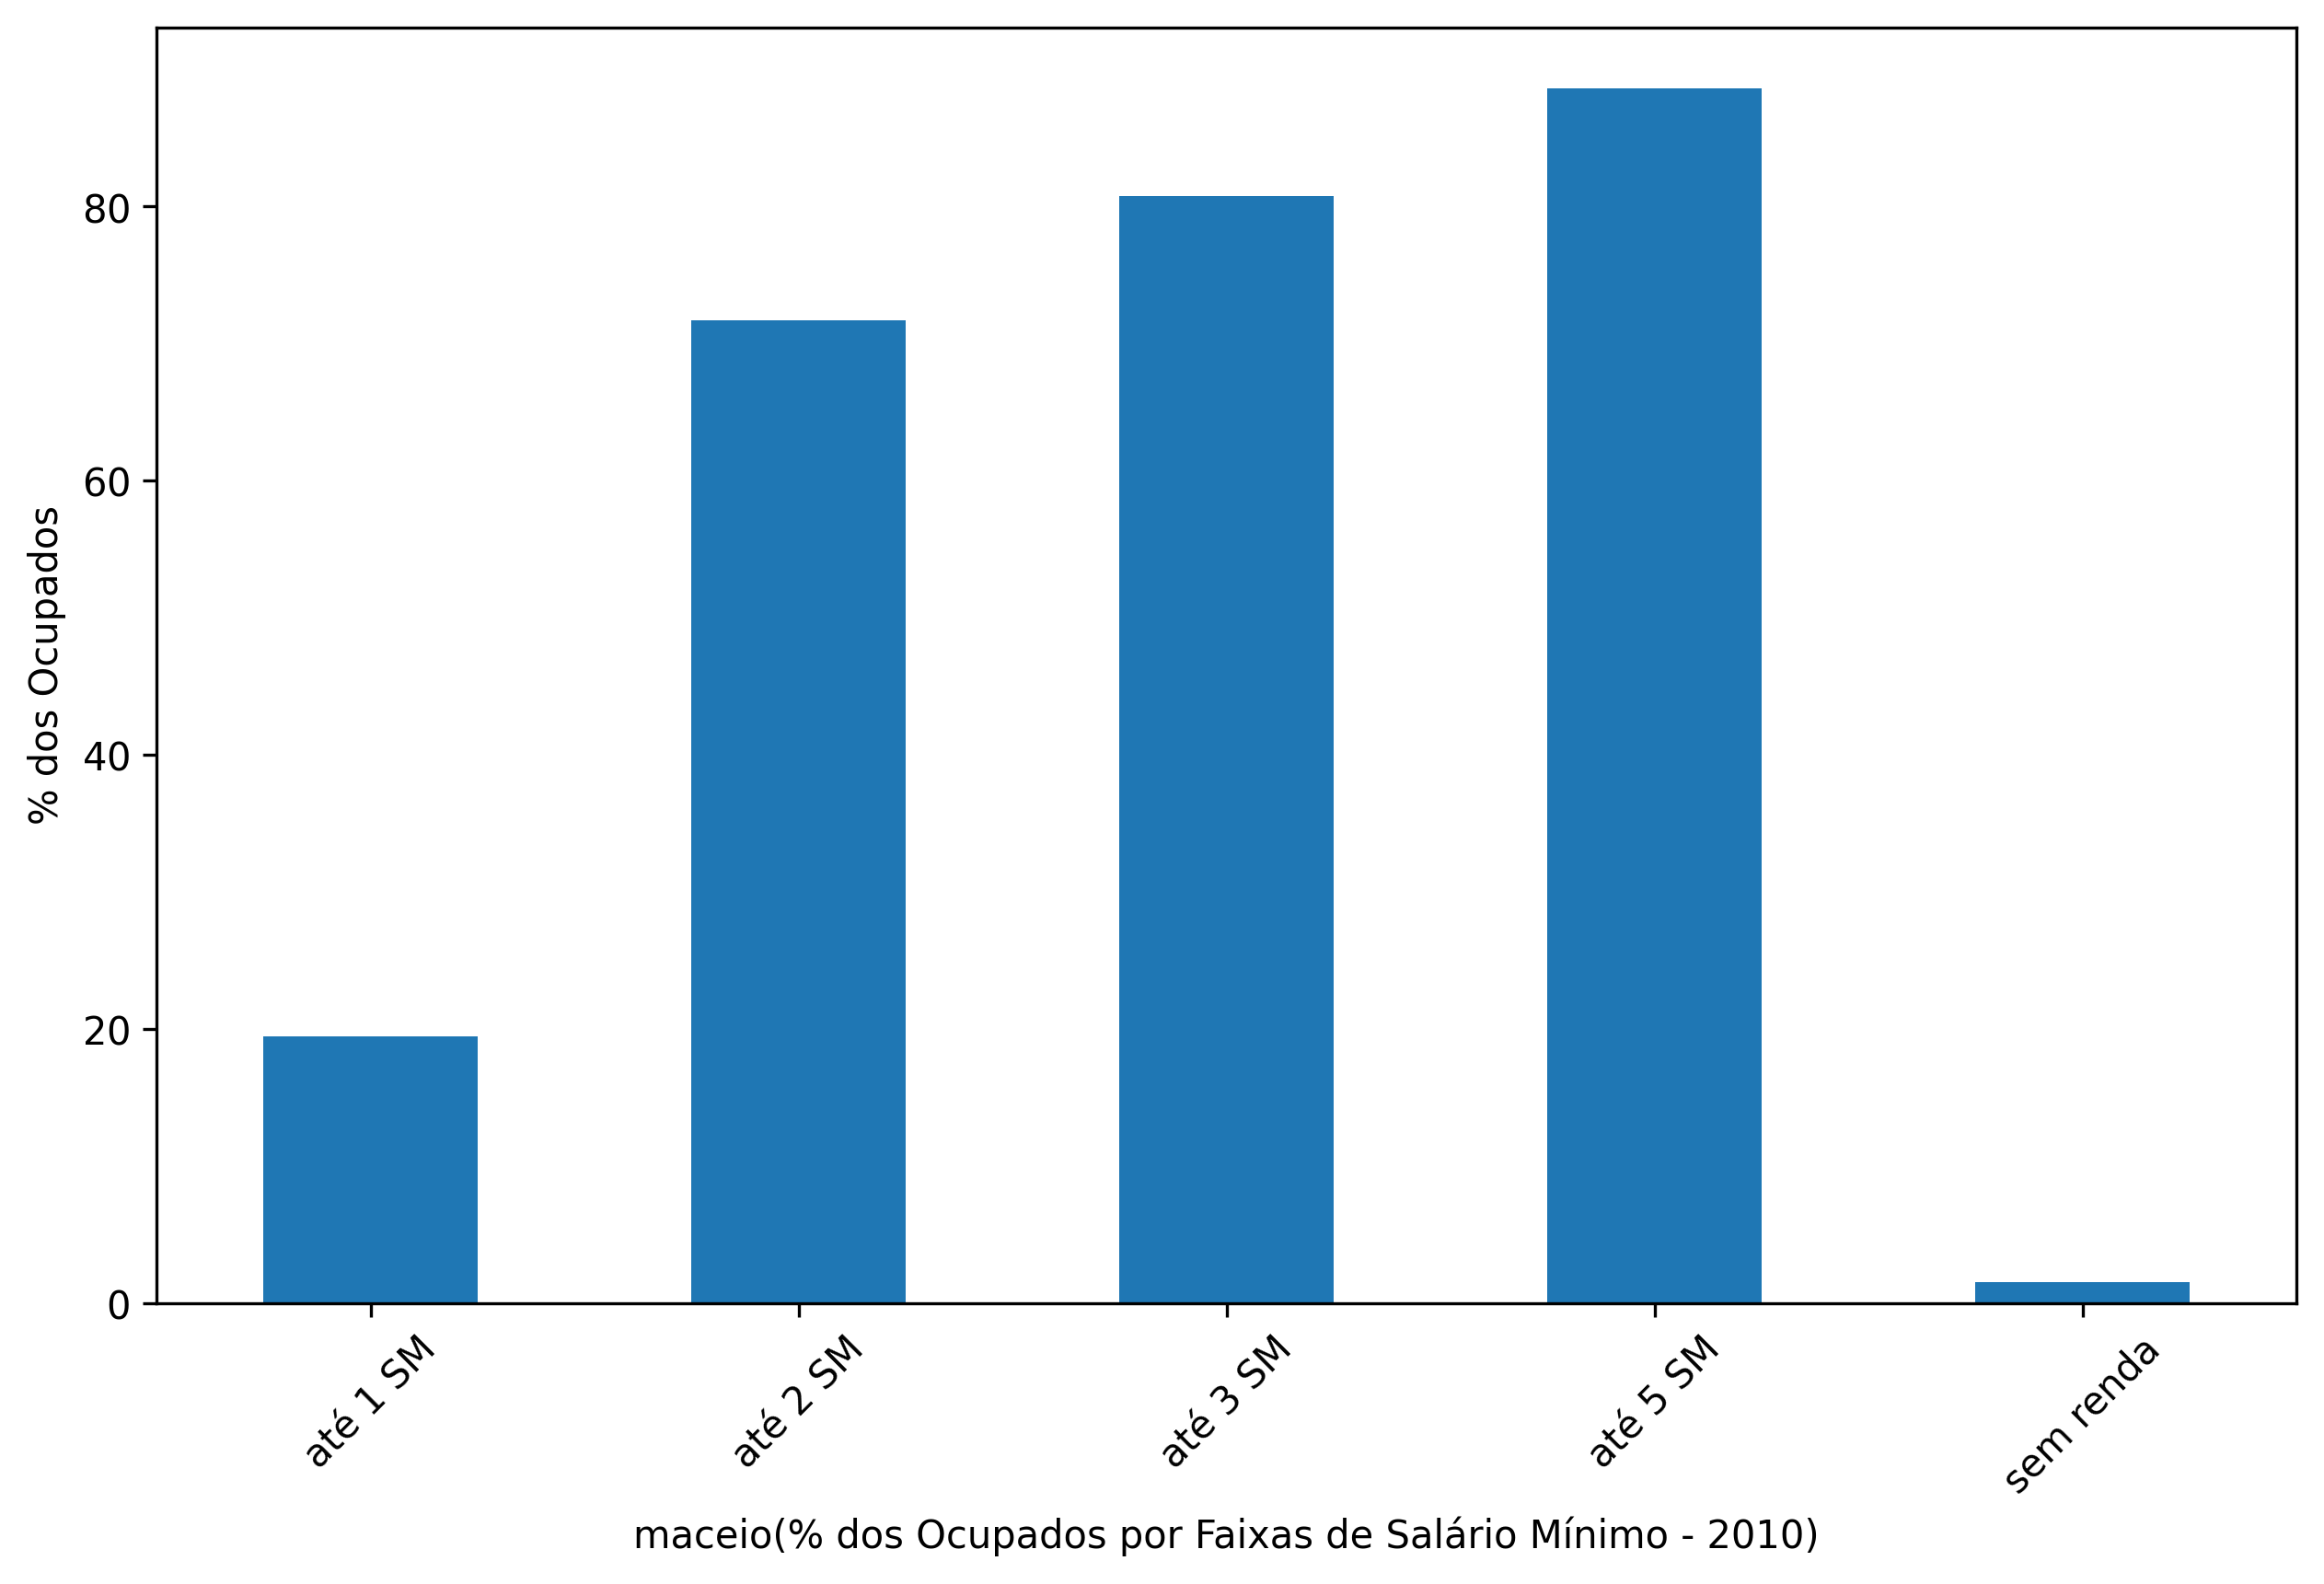 % dos Ocupados
80
60
40
20
0
até 1 SM
até 2 SM
até 3 SM
até 5 SM
sem renda
maceio(% dos Ocupados por Faixas de Salário Mínimo - 2010)